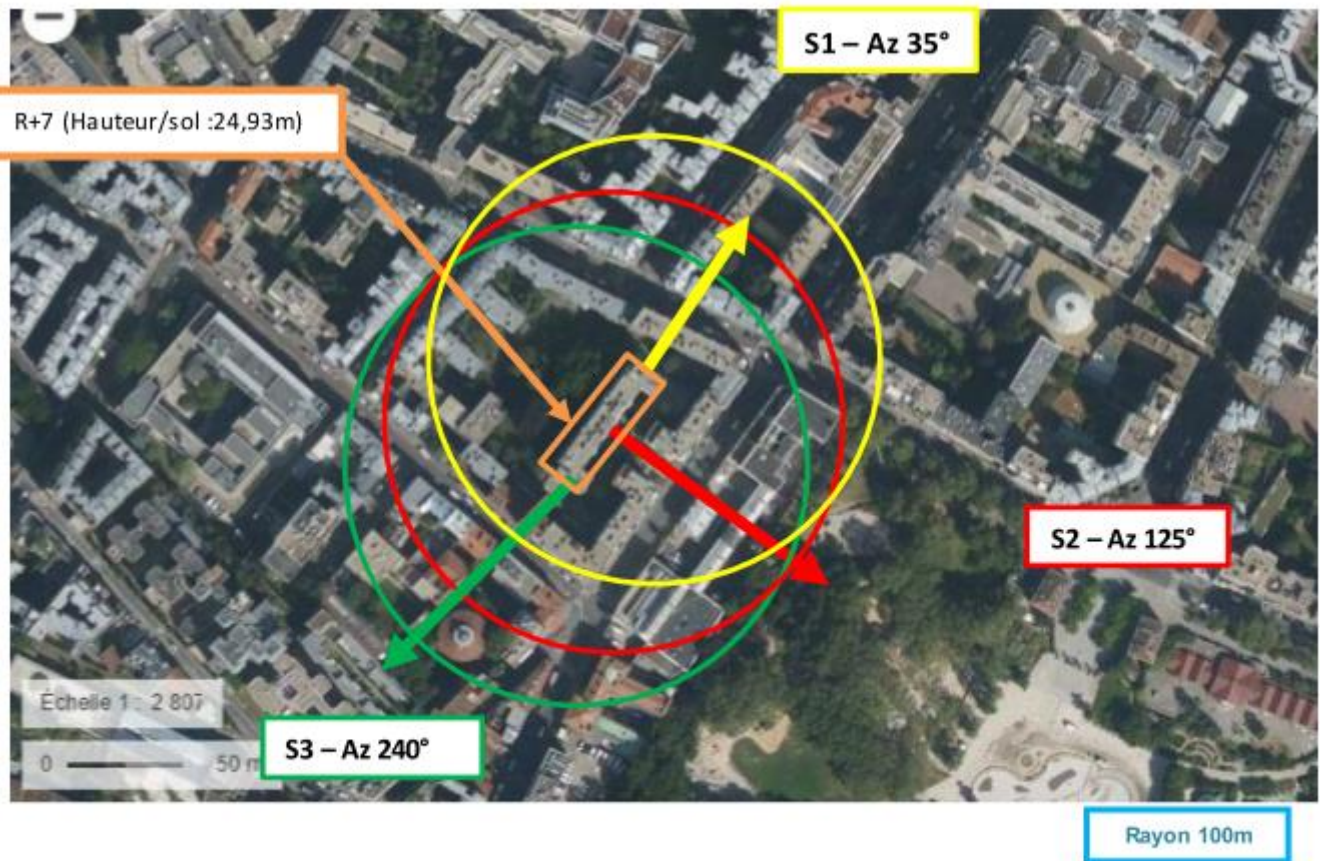 S1 – Az 35°
R+7 (Hauteur/sol :24,93m)
S2 – Az 125°
Échelle 1 : 2 807
S3 – Az 240°
0 50 m
Rayon 100m